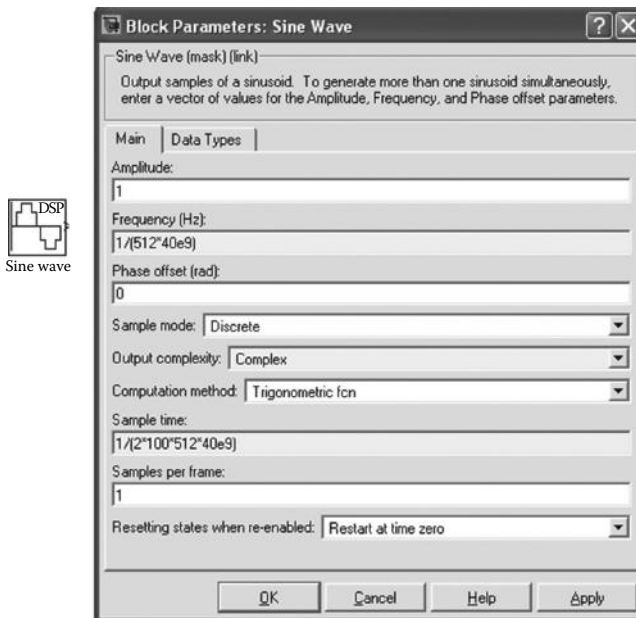 Block Parameters: Sine Wave
Sine Wave (mask) (link)
Output samples of a sinusoid. To generate more than one sinusoid simultaneously,
enter a vector of values for the Amplitude, Frequency, and Phase offset parameters.
Main Data Types
Amplitude:
1
Frequency (Hz):
1/(512*40e9)
Phase offset (rad):
0
Sample mode: Discrete
Output complexity: Complex
Computation method: Trigonometric fcn
Sample time:
1/(2*100*512*40e9)
Samples per frame:
1
Resetting states when re-enabled: Restart at time zero
OK Cancel Help Apply
DSP
Sine wave